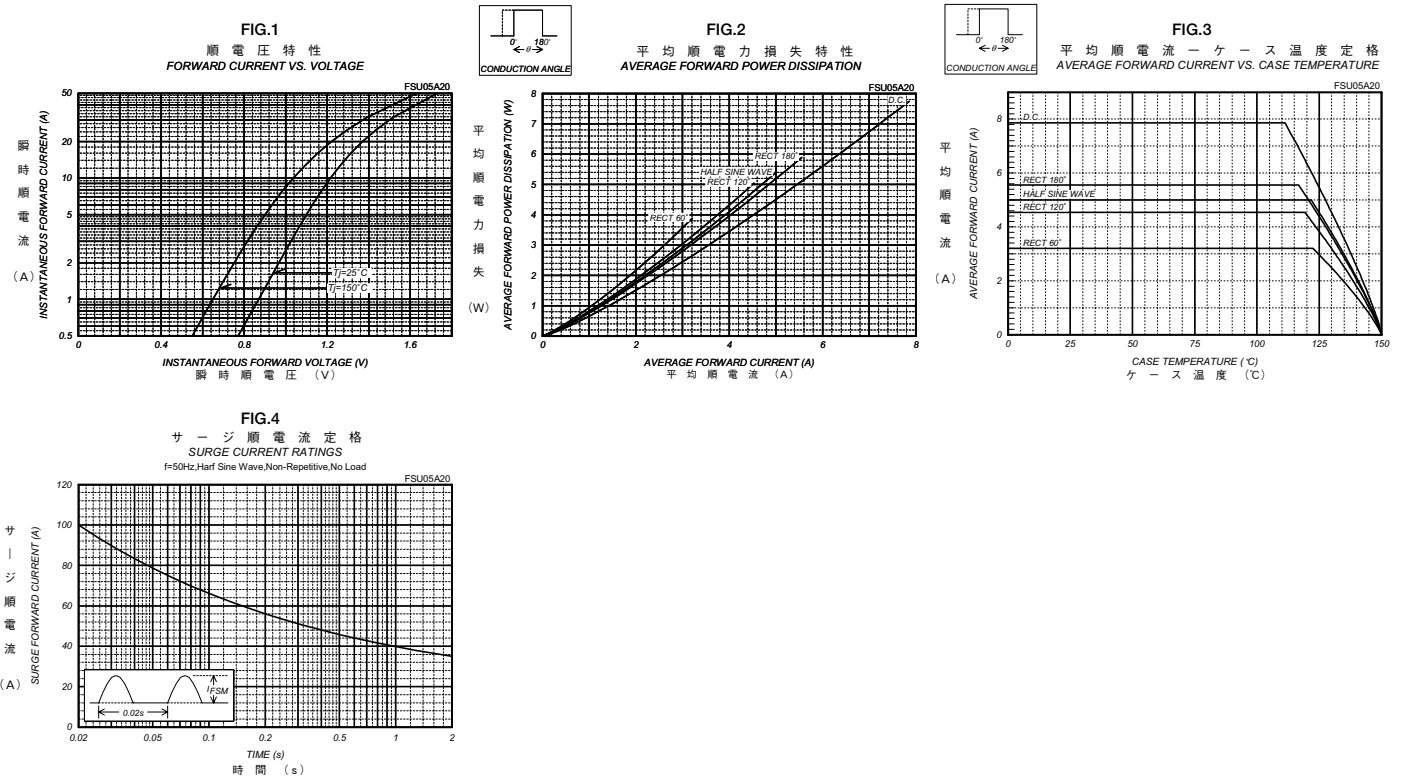 FIG.1
順電圧特性
FORWARD CURRENT VS. VOLTAGE
FSU05A20
瞬時順電流 (A)
INSTANTANEOUS FORWARD CURRENT (A)
50
20
10
5
2
1
0.5
Tj=25°C
Tj=150°C
0 0.4 0.8 1.2 1.6
INSTANTANEOUS FORWARD VOLTAGE (V)
瞬時順電圧 (V)
0° 180°
θ
CONDUCTION ANGLE
FIG.2
平均順電力損失特性
AVERAGE FORWARD POWER DISSIPATION
FSU05A20
平均順電力損失 (W)
AVERAGE FORWARD POWER DISSIPATION (W)
8
7
6
5
4
3
2
1
0
D.C.
RECT 180°
HALF SINE WAVE
RECT 120°
RECT 60°
0 2 4 6 8
AVERAGE FORWARD CURRENT (A)
平均順電流 (A)
0° 180°
θ
CONDUCTION ANGLE
FIG.3
平均順電流ーケース温度定格
AVERAGE FORWARD CURRENT VS. CASE TEMPERATURE
FSU05A20
平均順電流 (A)
AVERAGE FORWARD CURRENT (A)
8
6
4
2
0
D.C.
RECT 180°
HALF SINE WAVE
RECT 120°
RECT 60°
0 25 50 75 100 125 150
CASE TEMPERATURE (°C)
ケース温度 (℃)
FIG.4
サージ順電流定格
SURGE CURRENT RATINGS
f=50Hz,Harf Sine Wave,Non-Repetitive,No Load
FSU05A20
サージ順電流 (A)
SURGE FORWARD CURRENT (A)
120
100
80
60
40
20
0
I FSM
0.02s
0.02 0.05 0.1 0.2 0.5 1 2
TIME (s)
時間 (s)